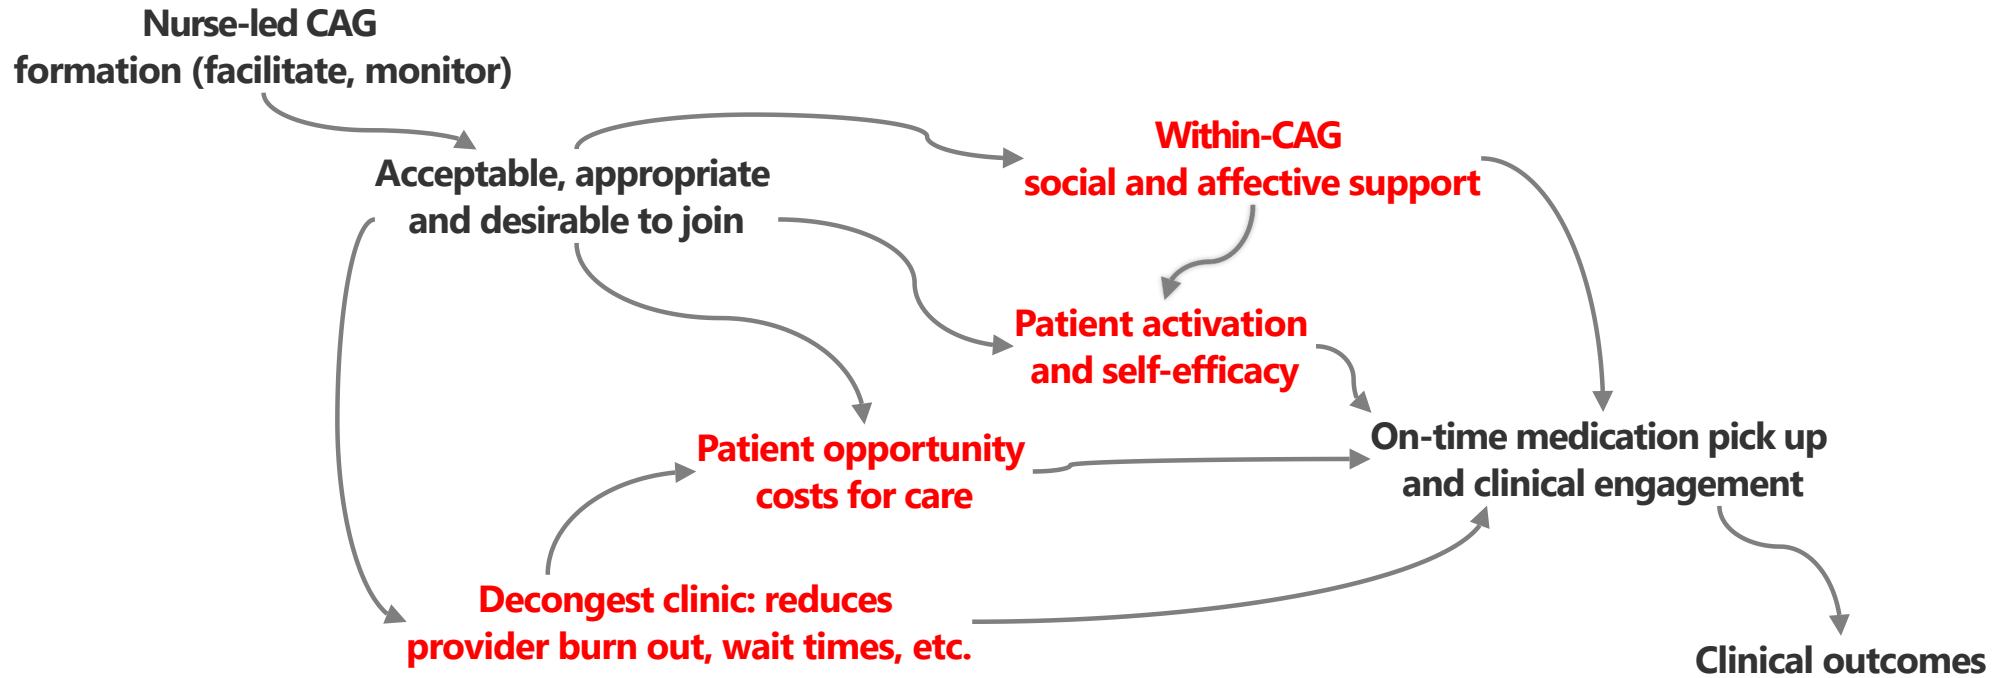 Nurse-led CAG
formation (facilitate, monitor)
Acceptable, appropriate
and desirable to join
Within-CAG
social and affective support
Patient activation
and self-efficacy
Patient opportunity
costs for care
On-time medication pick up
and clinical engagement
Decongest clinic: reduces
provider burn out, wait times, etc.
Clinical outcomes